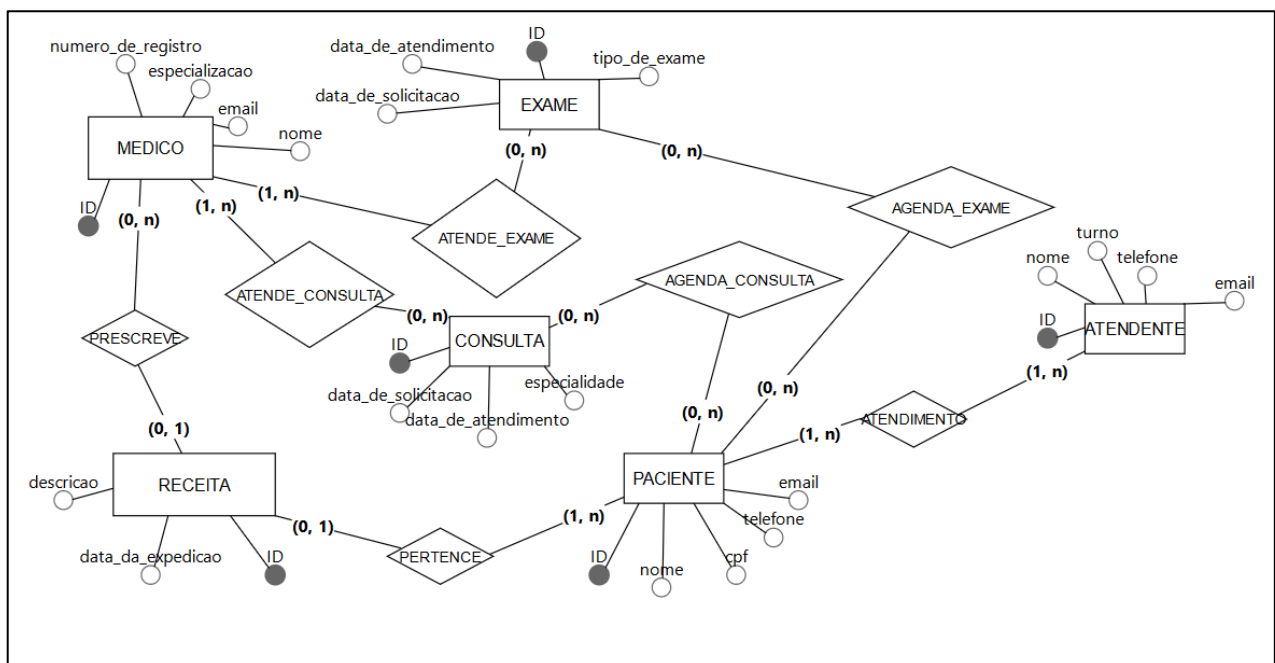 numero_de_registro
especializacao
email
nome
MEDICO
ID
(0, n)
(1, n)
(1, n)
data_de_atendimento
ID
tipo_de_exame
data_de_solicitacao
EXAME
(0, n)
(0, n)
ATENDE_EXAME
AGENDA_EXAME
ATENDE_CONSULTA
AGENDA_CONSULTA
turno
nome
telefone
email
ID
ATENDENTE
(0, n)
(0, n)
PRESCREVE
ID
CONSULTA
data_de_solicitacao
especialidade
data_de_atendimento
(0, n)
(0, n)
(1, n)
ATENDIMENTO
(1, n)
(0, 1)
descricao
RECEITA
data_da_expedicao
ID
(0, 1)
PERTENCE
(1, n)
PACIENTE
email
telefone
cpf
nome
ID